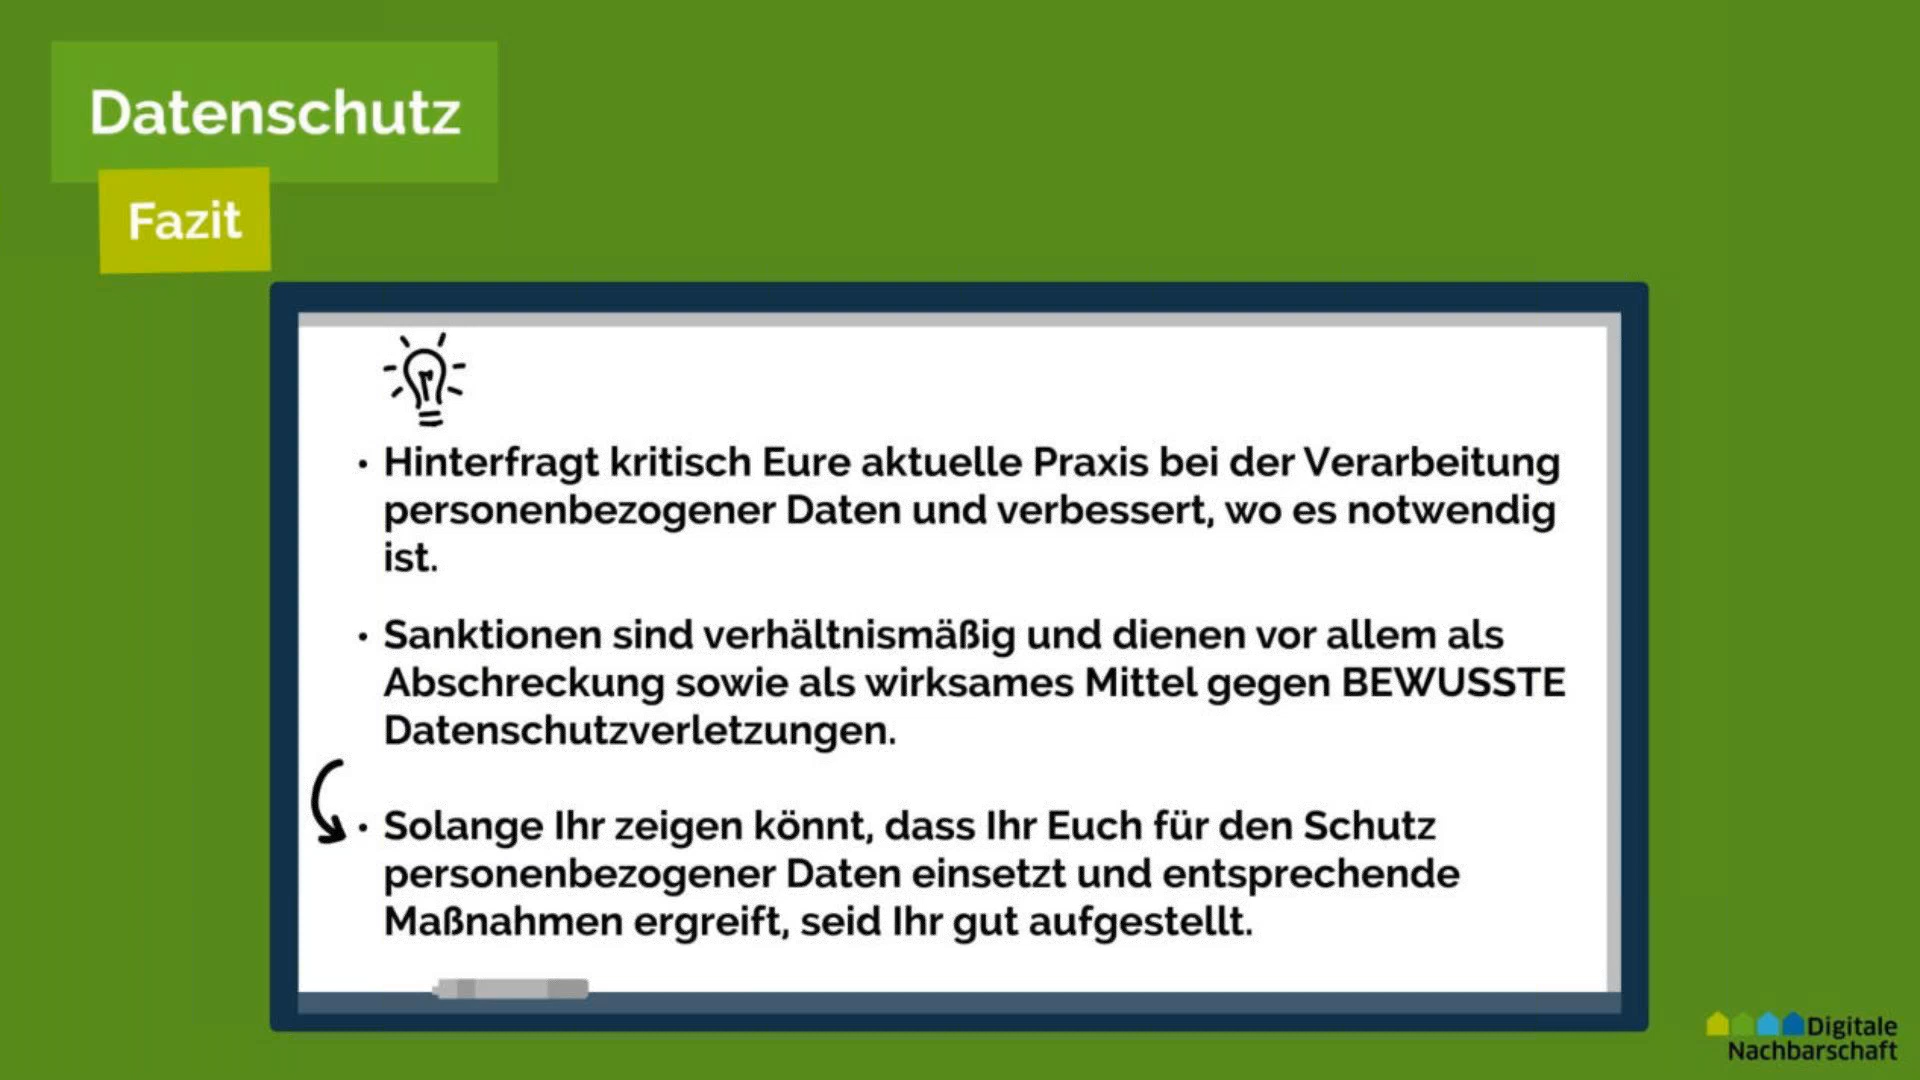 Datenschutz
Fazit
• Hinterfragt kritisch Eure aktuelle Praxis bei der Verarbeitung
personenbezogener Daten und verbessert, wo es notwendig
ist.
• Sanktionen sind verhältnismäßig und dienen vor allem als
Abschreckung sowie als wirksames Mittel gegen BEWUSSTE
Datenschutzverletzungen.
• Solange Ihr zeigen könnt, dass Ihr Euch für den Schutz
personenbezogener Daten einsetzt und entsprechende
Maßnahmen ergreift, seid Ihr gut aufgestellt.
Digitale
Nachbarschaft